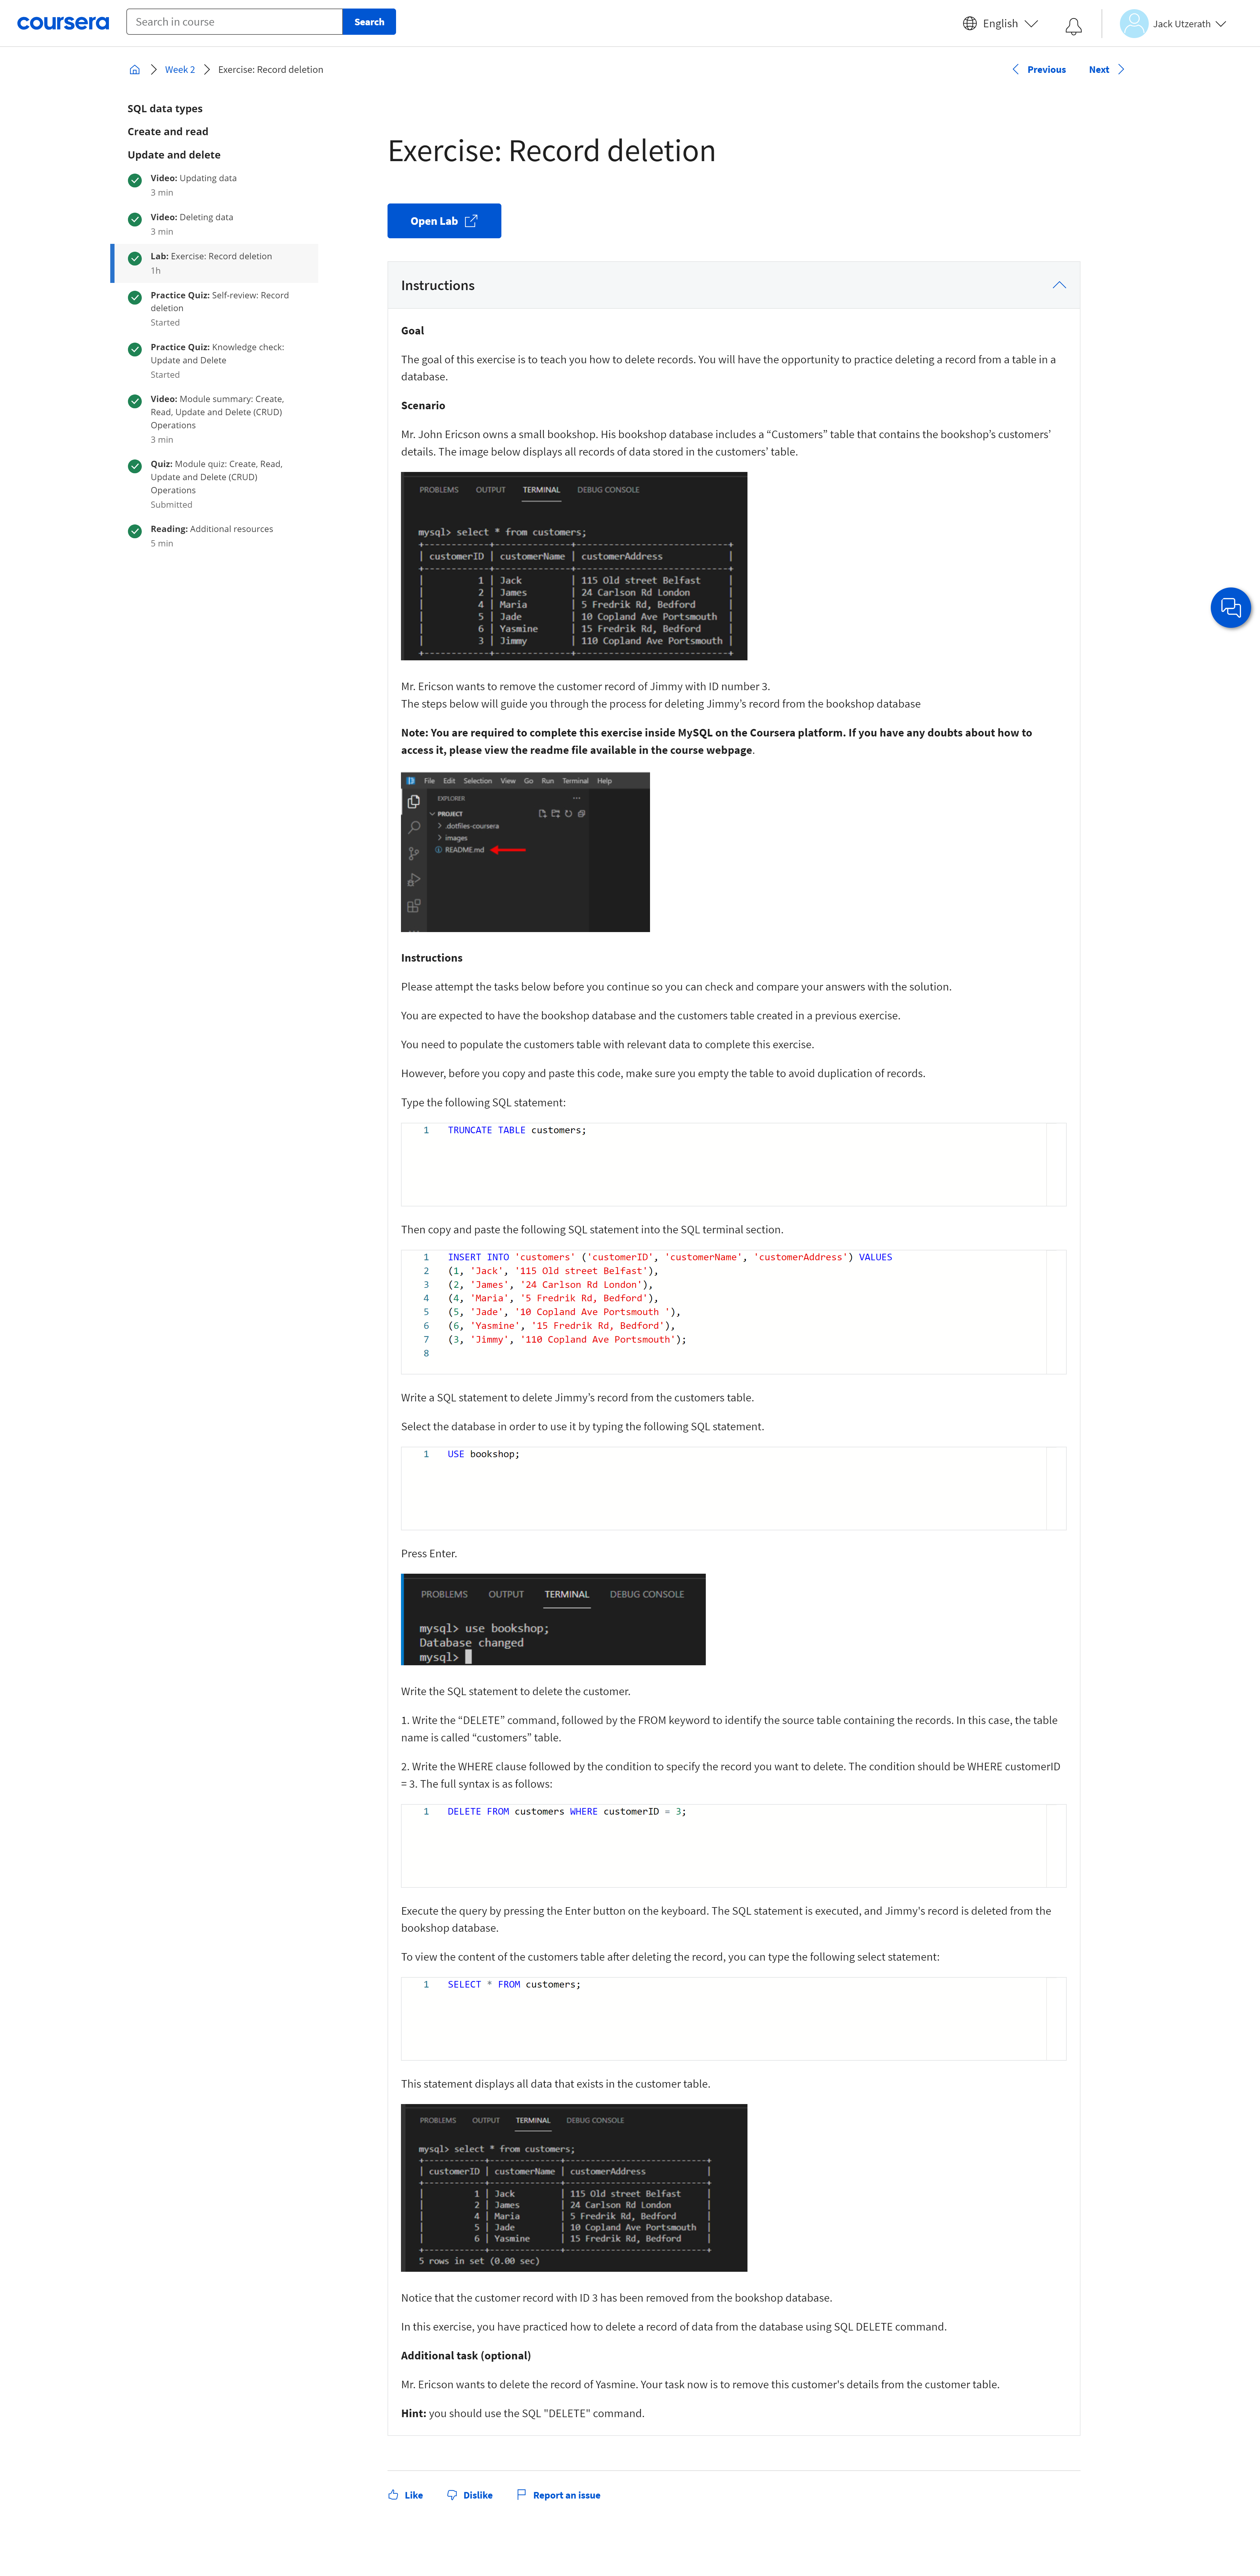 coursera
Search in course
Search
English
Jack Utzerath
Week 2
Exercise: Record deletion
Previous
Next
SQL data types
Create and read
Update and delete
Video: Updating data
3 min
Video: Deleting data
3 min
Lab: Exercise: Record deletion
1h
Practice Quiz: Self-review: Record
deletion
Started
Practice Quiz: Knowledge check:
Update and Delete
Started
Video: Module summary: Create,
Read, Update and Delete (CRUD)
Operations
3 min
Quiz: Module quiz: Create, Read,
Update and Delete (CRUD)
Operations
Submitted
Reading: Additional resources
5 min
Exercise: Record deletion
Open Lab
Instructions
Goal
The goal of this exercise is to teach you how to delete records. You will have the opportunity to practice deleting a record from a table in a
database.
Scenario
Mr. John Ericson owns a small bookshop. His bookshop database includes a “Customers” table that contains the bookshop’s customers’
details. The image below displays all records of data stored in the customers’ table.
PROBLEMS OUTPUT TERMINAL DEBUG CONSOLE
mysql> select * from customers;
| customerID | customerName | customerAddress |
| 1 | Jack | 115 Old street Belfast |
| 2 | James | 24 Carlson Rd London |
| 4 | Maria | 5 Fredrik Rd, Bedford |
| 5 | Jade | 10 Copland Ave Portsmouth |
| 6 | Yasmine | 15 Fredrik Rd, Bedford |
| 3 | Jimmy | 110 Copland Ave Portsmouth |
Mr. Ericson wants to remove the customer record of Jimmy with ID number 3.
The steps below will guide you through the process for deleting Jimmy’s record from the bookshop database
Note: You are required to complete this exercise inside MySQL on the Coursera platform. If you have any doubts about how to
access it, please view the readme file available in the course webpage.
File Edit Selection View Go Run Terminal Help
EXPLORER
PROJECT
.dotfiles-coursera
images
README.md
Instructions
Please attempt the tasks below before you continue so you can check and compare your answers with the solution.
You are expected to have the bookshop database and the customers table created in a previous exercise.
You need to populate the customers table with relevant data to complete this exercise.
However, before you copy and paste this code, make sure you empty the table to avoid duplication of records.
Type the following SQL statement:
1 TRUNCATE TABLE customers;
Then copy and paste the following SQL statement into the SQL terminal section.
1 INSERT INTO 'customers' ('customerID', 'customerName', 'customerAddress') VALUES
2 (1, 'Jack', '115 Old street Belfast'),
3 (2, 'James', '24 Carlson Rd London'),
4 (4, 'Maria', '5 Fredrik Rd, Bedford'),
5 (5, 'Jade', '10 Copland Ave Portsmouth '),
6 (6, 'Yasmine', '15 Fredrik Rd, Bedford'),
7 (3, 'Jimmy', '110 Copland Ave Portsmouth');
8
Write a SQL statement to delete Jimmy’s record from the customers table.
Select the database in order to use it by typing the following SQL statement.
1 USE bookshop;
Press Enter.
PROBLEMS OUTPUT TERMINAL DEBUG CONSOLE
mysql> use bookshop;
Database changed
mysql>
Write the SQL statement to delete the customer.
1. Write the “DELETE” command, followed by the FROM keyword to identify the source table containing the records. In this case, the table
name is called “customers” table.
2. Write the WHERE clause followed by the condition to specify the record you want to delete. The condition should be WHERE customerID
= 3. The full syntax is as follows:
1 DELETE FROM customers WHERE customerID = 3;
Execute the query by pressing the Enter button on the keyboard. The SQL statement is executed, and Jimmy's record is deleted from the
bookshop database.
To view the content of the customers table after deleting the record, you can type the following select statement:
1 SELECT * FROM customers;
This statement displays all data that exists in the customer table.
PROBLEMS OUTPUT TERMINAL DEBUG CONSOLE
mysql> select * from customers;
| customerID | customerName | customerAddress |
| 1 | Jack | 115 Old street Belfast |
| 2 | James | 24 Carlson Rd London |
| 4 | Maria | 5 Fredrik Rd, Bedford |
| 5 | Jade | 10 Copland Ave Portsmouth |
| 6 | Yasmine | 15 Fredrik Rd, Bedford |
5 rows in set (0.00 sec)
Notice that the customer record with ID 3 has been removed from the bookshop database.
In this exercise, you have practiced how to delete a record of data from the database using SQL DELETE command.
Additional task (optional)
Mr. Ericson wants to delete the record of Yasmine. Your task now is to remove this customer's details from the customer table.
Hint: you should use the SQL "DELETE" command.
Like
Dislike
Report an issue